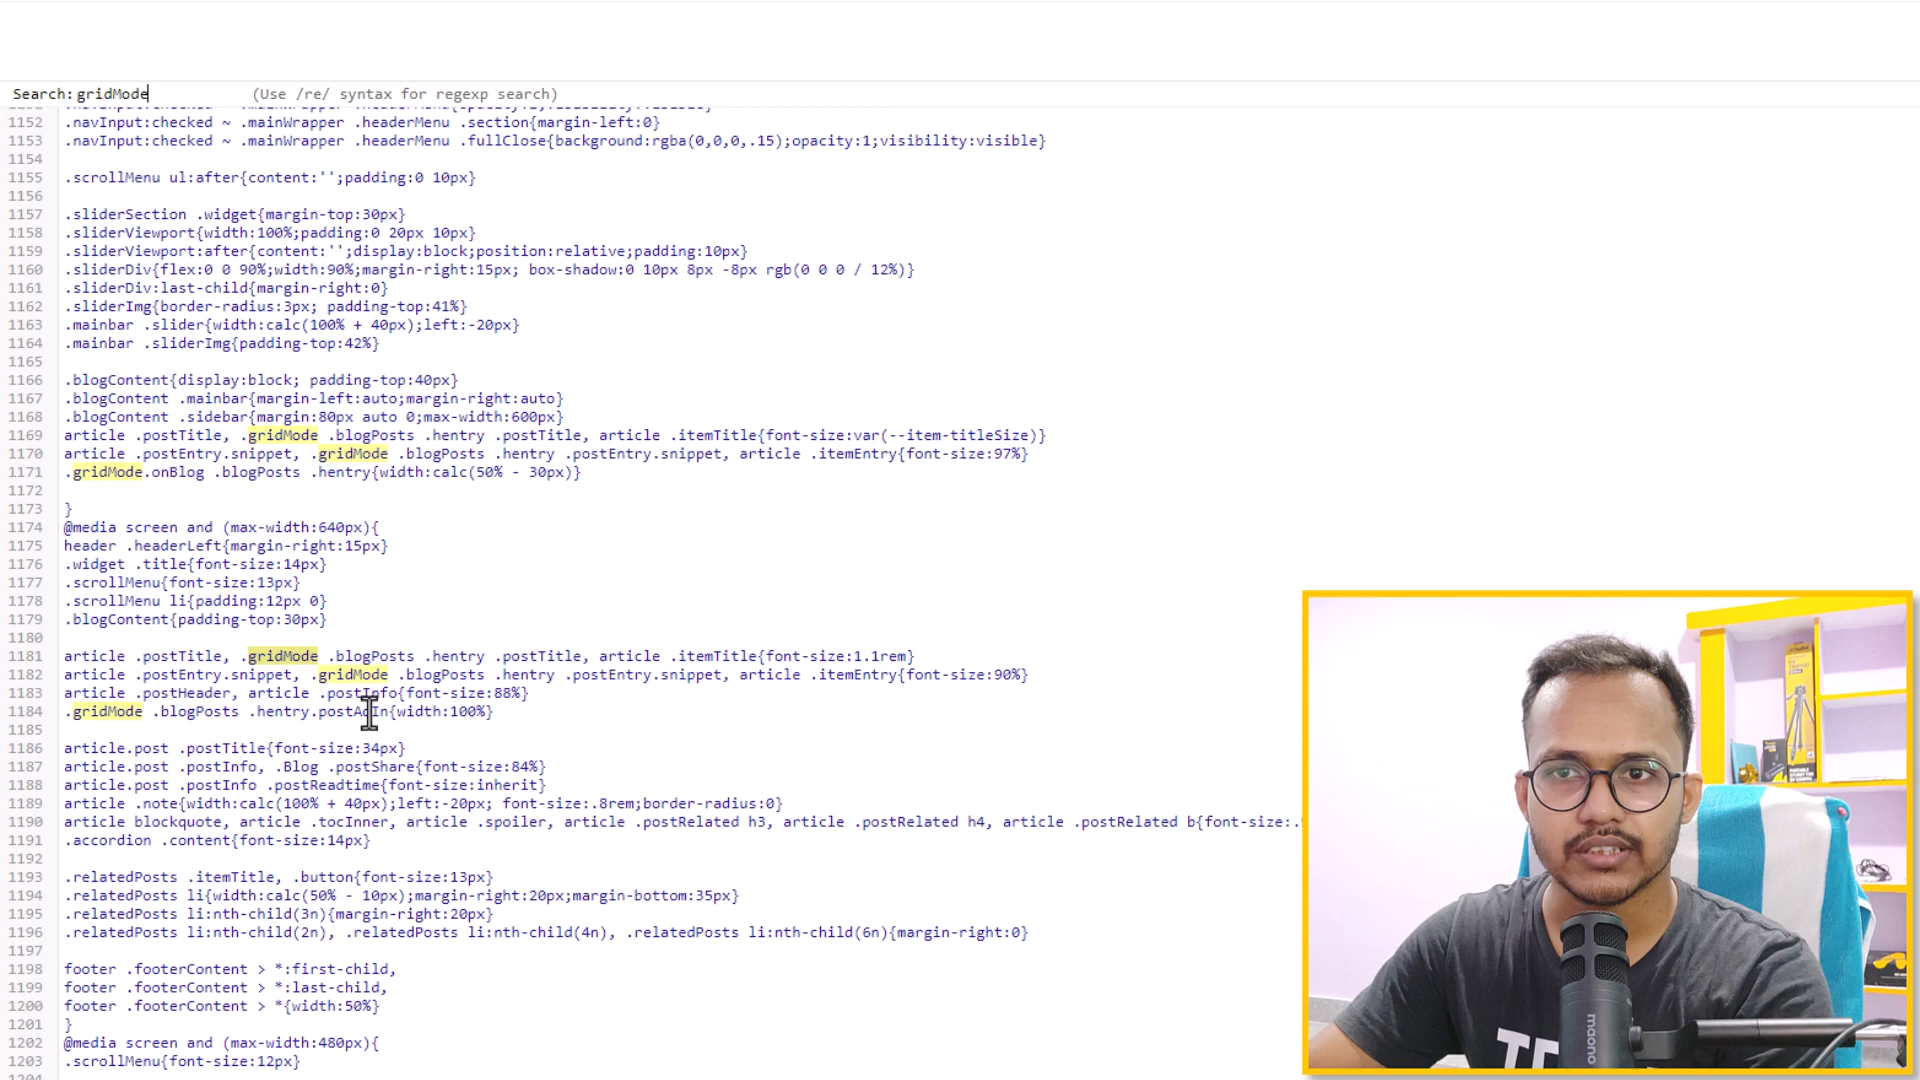 Search: gridMode (Use /re/ syntax for regexp search)
1152 .navInput:checked ~ .mainWrapper .headerMenu .section{margin-left:0}
1153 .navInput:checked ~ .mainWrapper .headerMenu .fullClose{background:rgba(0,0,0,.15);opacity:1;visibility:visible}
1154
1155 .scrollMenu ul:after{content:'';padding:0 10px}
1156
1157 .sliderSection .widget{margin-top:30px}
1158 .sliderViewport{width:100%;padding:0 20px 10px}
1159 .sliderViewport:after{content:'';display:block;position:relative;padding:10px}
1160 .sliderDiv{flex:0 0 90%;width:90%;margin-right:15px; box-shadow:0 10px 8px -8px rgb(0 0 0 / 12%)}
1161 .sliderDiv:last-child{margin-right:0}
1162 .sliderImg{border-radius:3px; padding-top:41%}
1163 .mainbar .slider{width:calc(100% + 40px);left:-20px}
1164 .mainbar .sliderImg{padding-top:42%}
1165
1166 .blogContent{display:block; padding-top:40px}
1167 .blogContent .mainbar{margin-left:auto;margin-right:auto}
1168 .blogContent .sidebar{margin:80px auto 0;max-width:600px}
1169 article .postTitle, .gridMode .blogPosts .hentry .postTitle, article .itemTitle{font-size:var(--item-titleSize)}
1170 article .postEntry.snippet, .gridMode .blogPosts .hentry .postEntry.snippet, article .itemEntry{font-size:97%}
1171 .gridMode.onBlog .blogPosts .hentry{width:calc(50% - 30px)}
1172
1173 }
1174 @media screen and (max-width:640px){
1175 header .headerLeft{margin-right:15px}
1176 .widget .title{font-size:14px}
1177 .scrollMenu{font-size:13px}
1178 .scrollMenu li{padding:12px 0}
1179 .blogContent{padding-top:30px}
1180
1181 article .postTitle, .gridMode .blogPosts .hentry .postTitle, article .itemTitle{font-size:1.1rem}
1182 article .postEntry.snippet, .gridMode .blogPosts .hentry .postEntry.snippet, article .itemEntry{font-size:90%}
1183 article .postHeader, article .postInfo{font-size:88%}
1184 .gridMode .blogPosts .hentry.postAdIn{width:100%}
1185
1186 article.post .postTitle{font-size:34px}
1187 article.post .postInfo, .Blog .postShare{font-size:84%}
1188 article.post .postInfo .postReadtime{font-size:inherit}
1189 article .note{width:calc(100% + 40px);left:-20px; font-size:.8rem;border-radius:0}
1190 article blockquote, article .tocInner, article .spoiler, article .postRelated h3, article .postRelated h4, article .postRelated b{font-size:.
1191 .accordion .content{font-size:14px}
1192
1193 .relatedPosts .itemTitle, .button{font-size:13px}
1194 .relatedPosts li{width:calc(50% - 10px);margin-right:20px;margin-bottom:35px}
1195 .relatedPosts li:nth-child(3n){margin-right:20px}
1196 .relatedPosts li:nth-child(2n), .relatedPosts li:nth-child(4n), .relatedPosts li:nth-child(6n){margin-right:0}
1197
1198 footer .footerContent > *:first-child,
1199 footer .footerContent > *:last-child,
1200 footer .footerContent > *{width:50%}
1201 }
1202 @media screen and (max-width:480px){
1203 .scrollMenu{font-size:12px}
maono